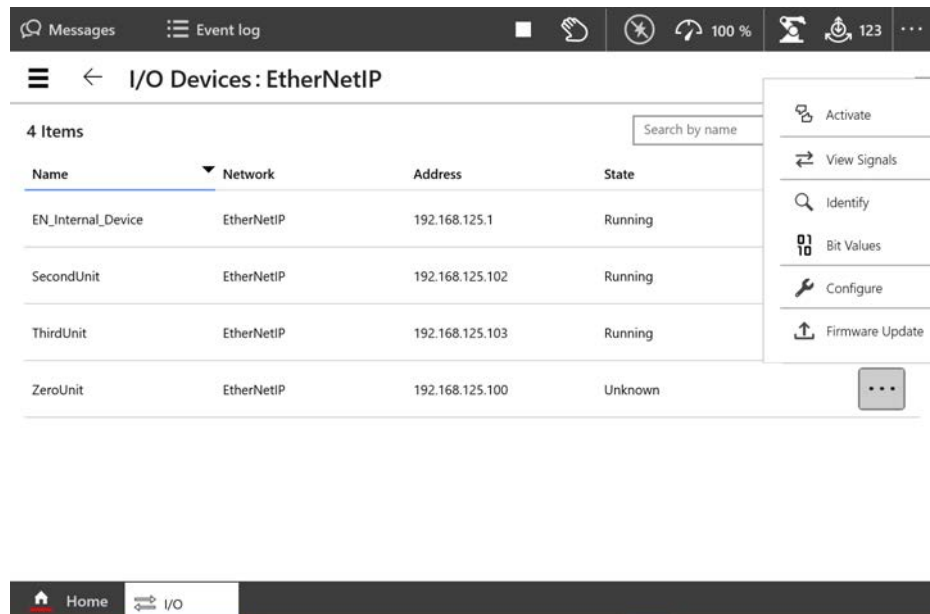 Messages Event log 100 % 123 ...
I/O Devices: EtherNetIP
4 Items Search by name
Name Network Address State
EN_Internal_Device EtherNetIP 192.168.125.1 Running
SecondUnit EtherNetIP 192.168.125.102 Running
ThirdUnit EtherNetIP 192.168.125.103 Running
ZeroUnit EtherNetIP 192.168.125.100 Unknown ...
Activate
View Signals
Identify
Bit Values
Configure
Firmware Update
Home I/O